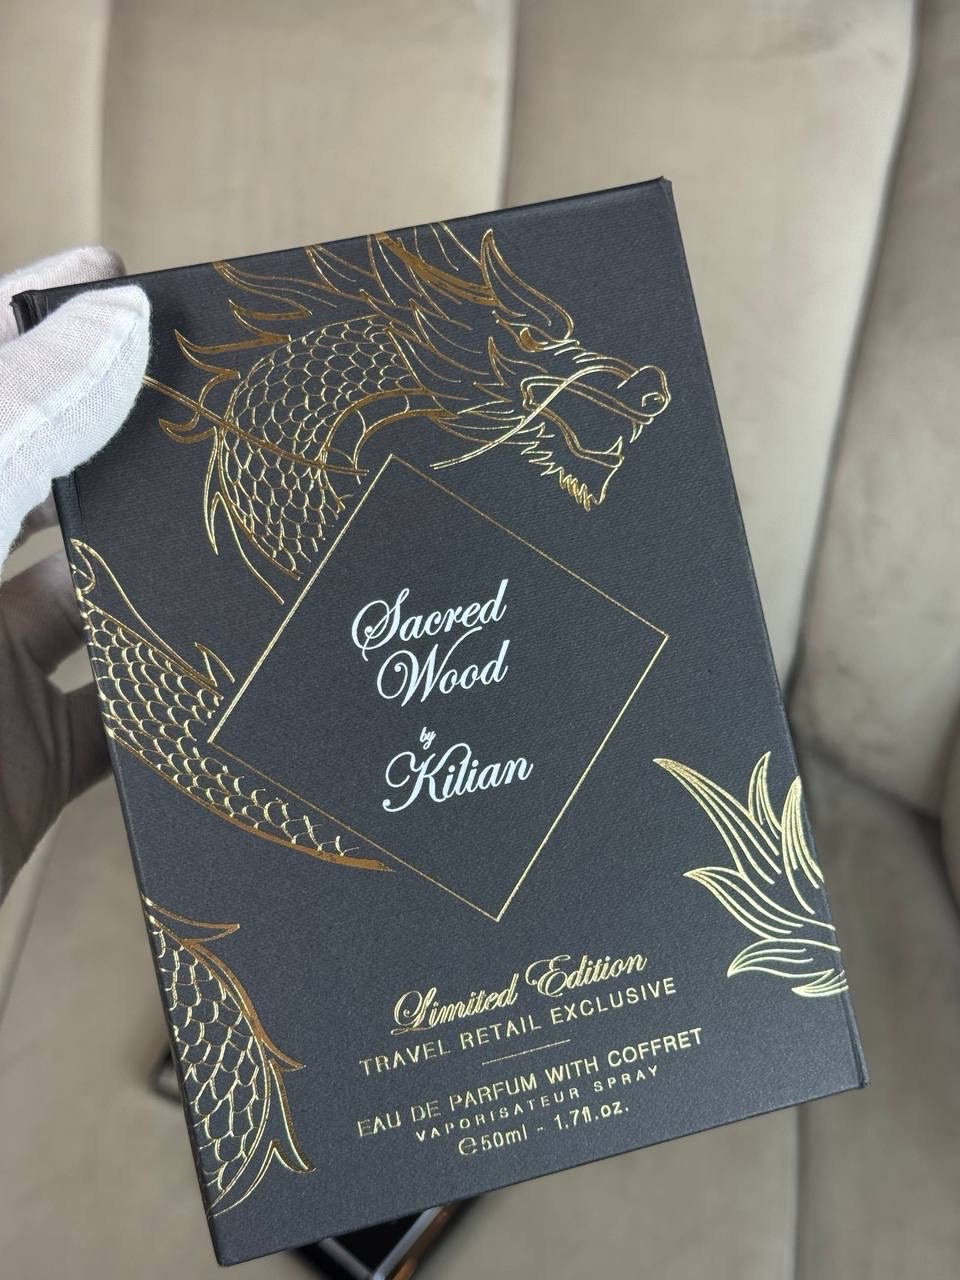 Sacred
Wood
by
Kilian
Limited Edition
TRAVEL RETAIL EXCLUSIVE
EAU DE PARFUM WITH COFFRET
VAPORISATEUR SPRAY
℮50ml - 1.7fl.oz.